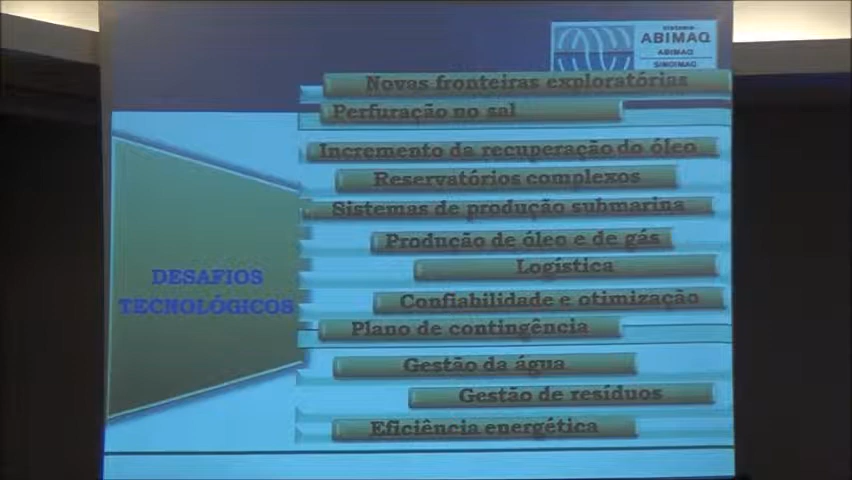 sistema
ABIMAQ
ABIMAQ
SINDIMAQ
Novas fronteiras exploratórias
Perfuração no sal
Incremento da recuperação do óleo
Reservatórios complexos
Sistemas de produção submarina
Produção de óleo e de gás
Logística
Confiabilidade e otimização
Plano de contingência
Gestão da água
Gestão de resíduos
Eficiência energética
DESAFIOS
TECNOLÓGICOS